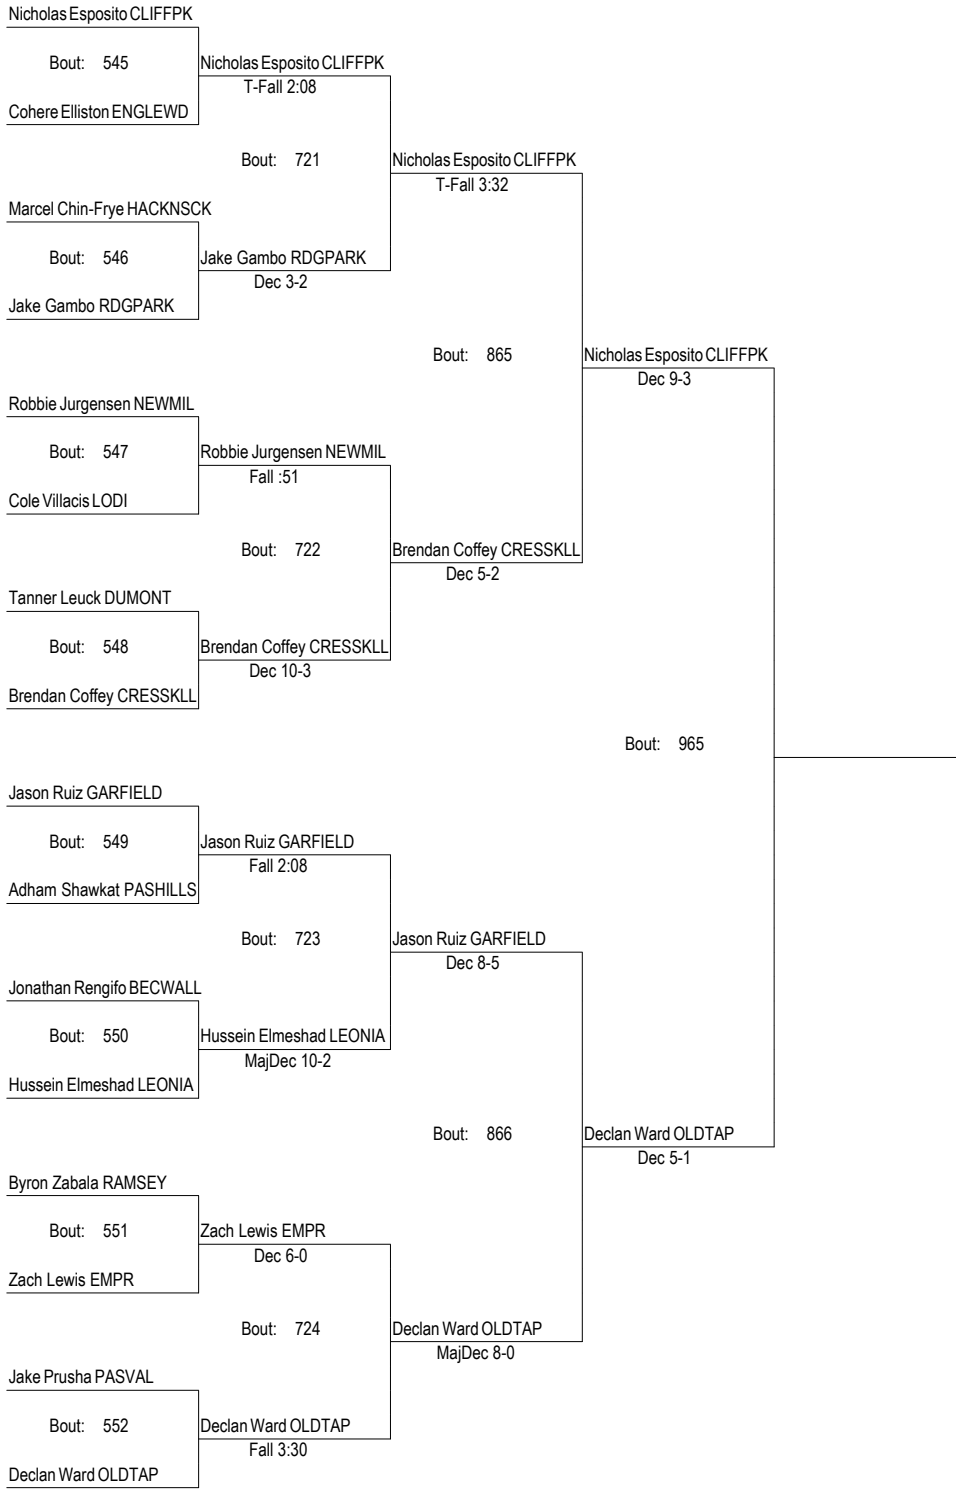 Nicholas Esposito CLIFFPK
Bout: 545
Nicholas Esposito CLIFFPK
T-Fall 2:08
Cohere Elliston ENGLEWD
Bout: 721
Nicholas Esposito CLIFFPK
T-Fall 3:32
Marcel Chin-Frye HACKNSCK
Bout: 546
Jake Gambo RDGPARK
Dec 3-2
Jake Gambo RDGPARK
Bout: 865
Nicholas Esposito CLIFFPK
Dec 9-3
Robbie Jurgensen NEWMIL
Bout: 547
Robbie Jurgensen NEWMIL
Fall :51
Cole Villacis LODI
Bout: 722
Brendan Coffey CRESSKLL
Dec 5-2
Tanner Leuck DUMONT
Bout: 548
Brendan Coffey CRESSKLL
Dec 10-3
Brendan Coffey CRESSKLL
Bout: 965
Jason Ruiz GARFIELD
Bout: 549
Jason Ruiz GARFIELD
Fall 2:08
Adham Shawkat PASHILLS
Bout: 723
Jason Ruiz GARFIELD
Dec 8-5
Jonathan Rengifo BECWALL
Bout: 550
Hussein Elmeshad LEONIA
MajDec 10-2
Hussein Elmeshad LEONIA
Bout: 866
Declan Ward OLDTAP
Dec 5-1
Byron Zabala RAMSEY
Bout: 551
Zach Lewis EMPR
Dec 6-0
Zach Lewis EMPR
Bout: 724
Declan Ward OLDTAP
MajDec 8-0
Jake Prusha PASVAL
Bout: 552
Declan Ward OLDTAP
Fall 3:30
Declan Ward OLDTAP